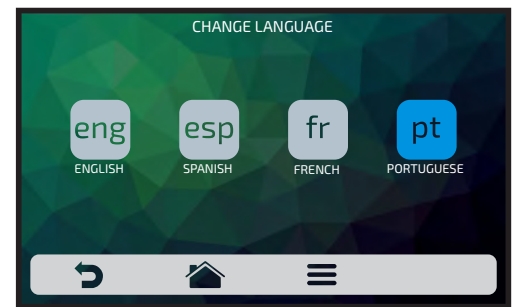 CHANGE LANGUAGE
eng esp fr pt
ENGLISH SPANISH FRENCH PORTUGUESE